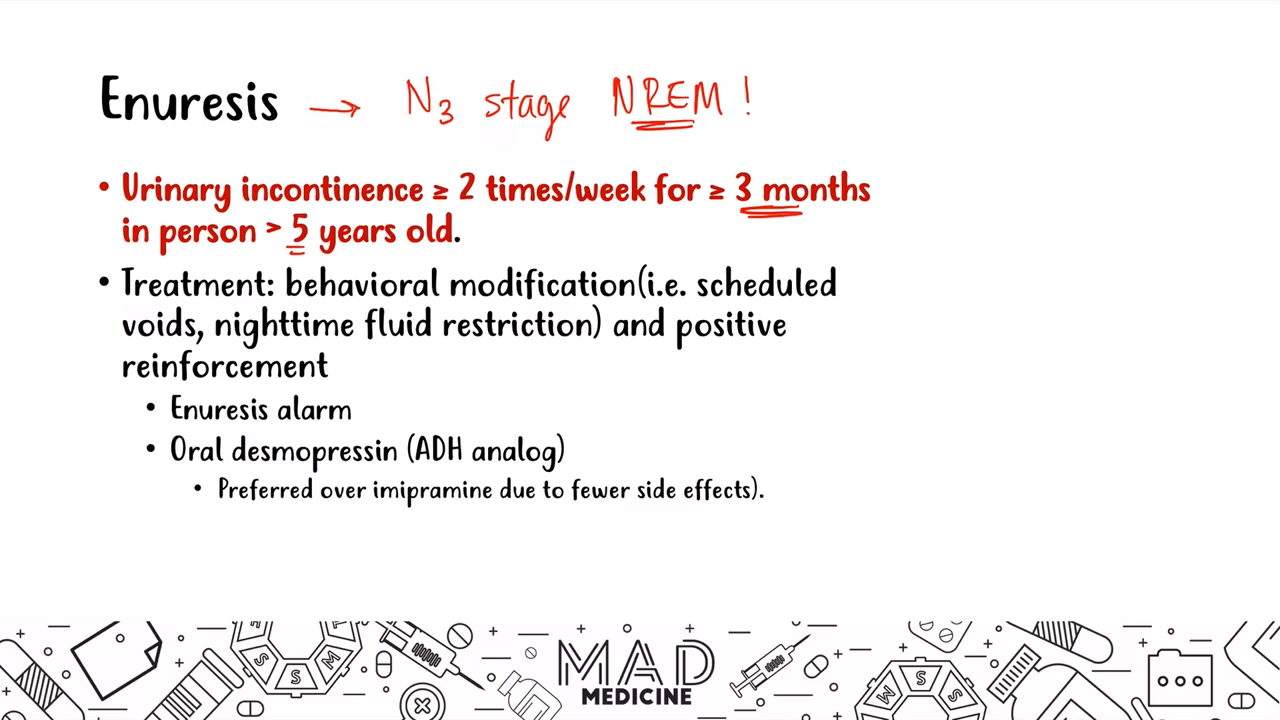 Enuresis → N3 stage NREM!
• Urinary incontinence ≥ 2 times/week for ≥ 3 months
in person > 5 years old.
• Treatment: behavioral modification(i.e. scheduled
voids, nighttime fluid restriction) and positive
reinforcement
• Enuresis alarm
• Oral desmopressin (ADH analog)
• Preferred over imipramine due to fewer side effects).
MAD
MEDICINE
S S M
M S S